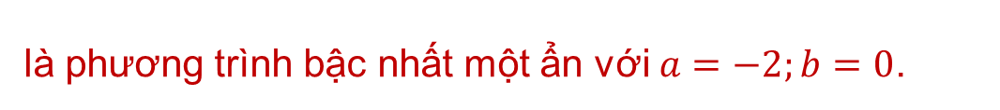 là phương trình bậc nhất một ẩn với a = −2; b = 0.